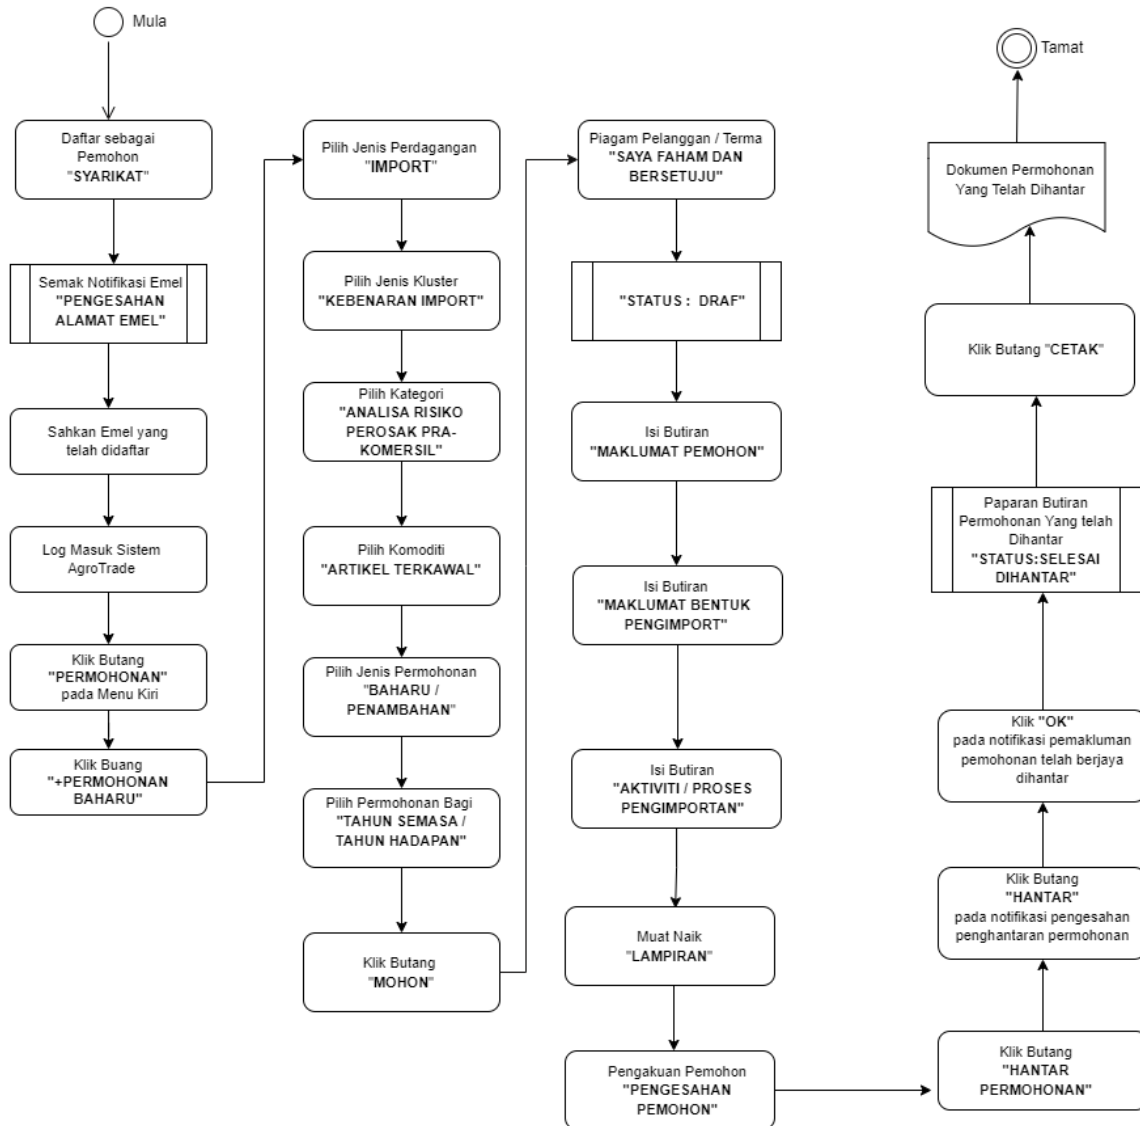 Mula
Daftar sebagai
Pemohon
"SYARIKAT"
Semak Notifikasi Emel
"PENGESAHAN
ALAMAT EMEL"
Sahkan Emel yang
telah didaftar
Log Masuk Sistem
AgroTrade
Klik Butang
"PERMOHONAN"
pada Menu Kiri
Klik Buang
"+PERMOHONAN
BAHARU"
Pilih Jenis Perdagangan
"IMPORT"
Pilih Jenis Kluster
"KEBENARAN IMPORT"
Pilih Kategori
"ANALISA RISIKO
PEROSAK PRA-
KOMERSIL"
Pilih Komoditi
"ARTIKEL TERKAWAL"
Pilih Jenis Permohonan
"BAHARU /
PENAMBAHAN"
Pilih Permohonan Bagi
"TAHUN SEMASA /
TAHUN HADAPAN"
Klik Butang
"MOHON"
Piagam Pelanggan / Terma
"SAYA FAHAM DAN
BERSETUJU"
"STATUS : DRAF"
Isi Butiran
"MAKLUMAT PEMOHON"
Isi Butiran
"MAKLUMAT BENTUK
PENGIMPORT"
Isi Butiran
"AKTIVITI / PROSES
PENGIMPORTAN"
Muat Naik
"LAMPIRAN"
Pengakuan Pemohon
"PENGESAHAN
PEMOHON"
Klik Butang
"HANTAR
PERMOHONAN"
Klik Butang
"HANTAR"
pada notifikasi pengesahan
penghantaran permohonan
Klik "OK"
pada notifikasi pemakluman
pemohonan telah berjaya
dihantar
Paparan Butiran
Permohonan Yang telah
Dihantar
"STATUS:SELESAI
DIHANTAR"
Klik Butang "CETAK"
Dokumen Permohonan
Yang Telah Dihantar
Tamat